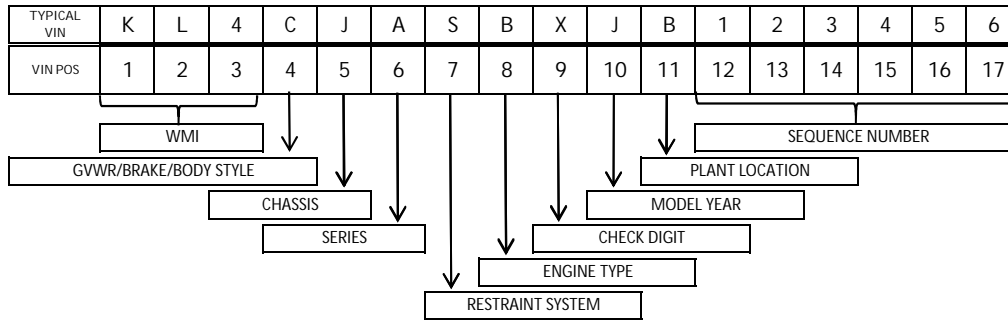 TYPICAL VIN K L 4 C J A S B X J B 1 2 3 4 5 6
VIN POS 1 2 3 4 5 6 7 8 9 10 11 12 13 14 15 16 17
WMI SEQUENCE NUMBER
GVWR/BRAKE/BODY STYLE PLANT LOCATION
CHASSIS MODEL YEAR
SERIES CHECK DIGIT
ENGINE TYPE
RESTRAINT SYSTEM